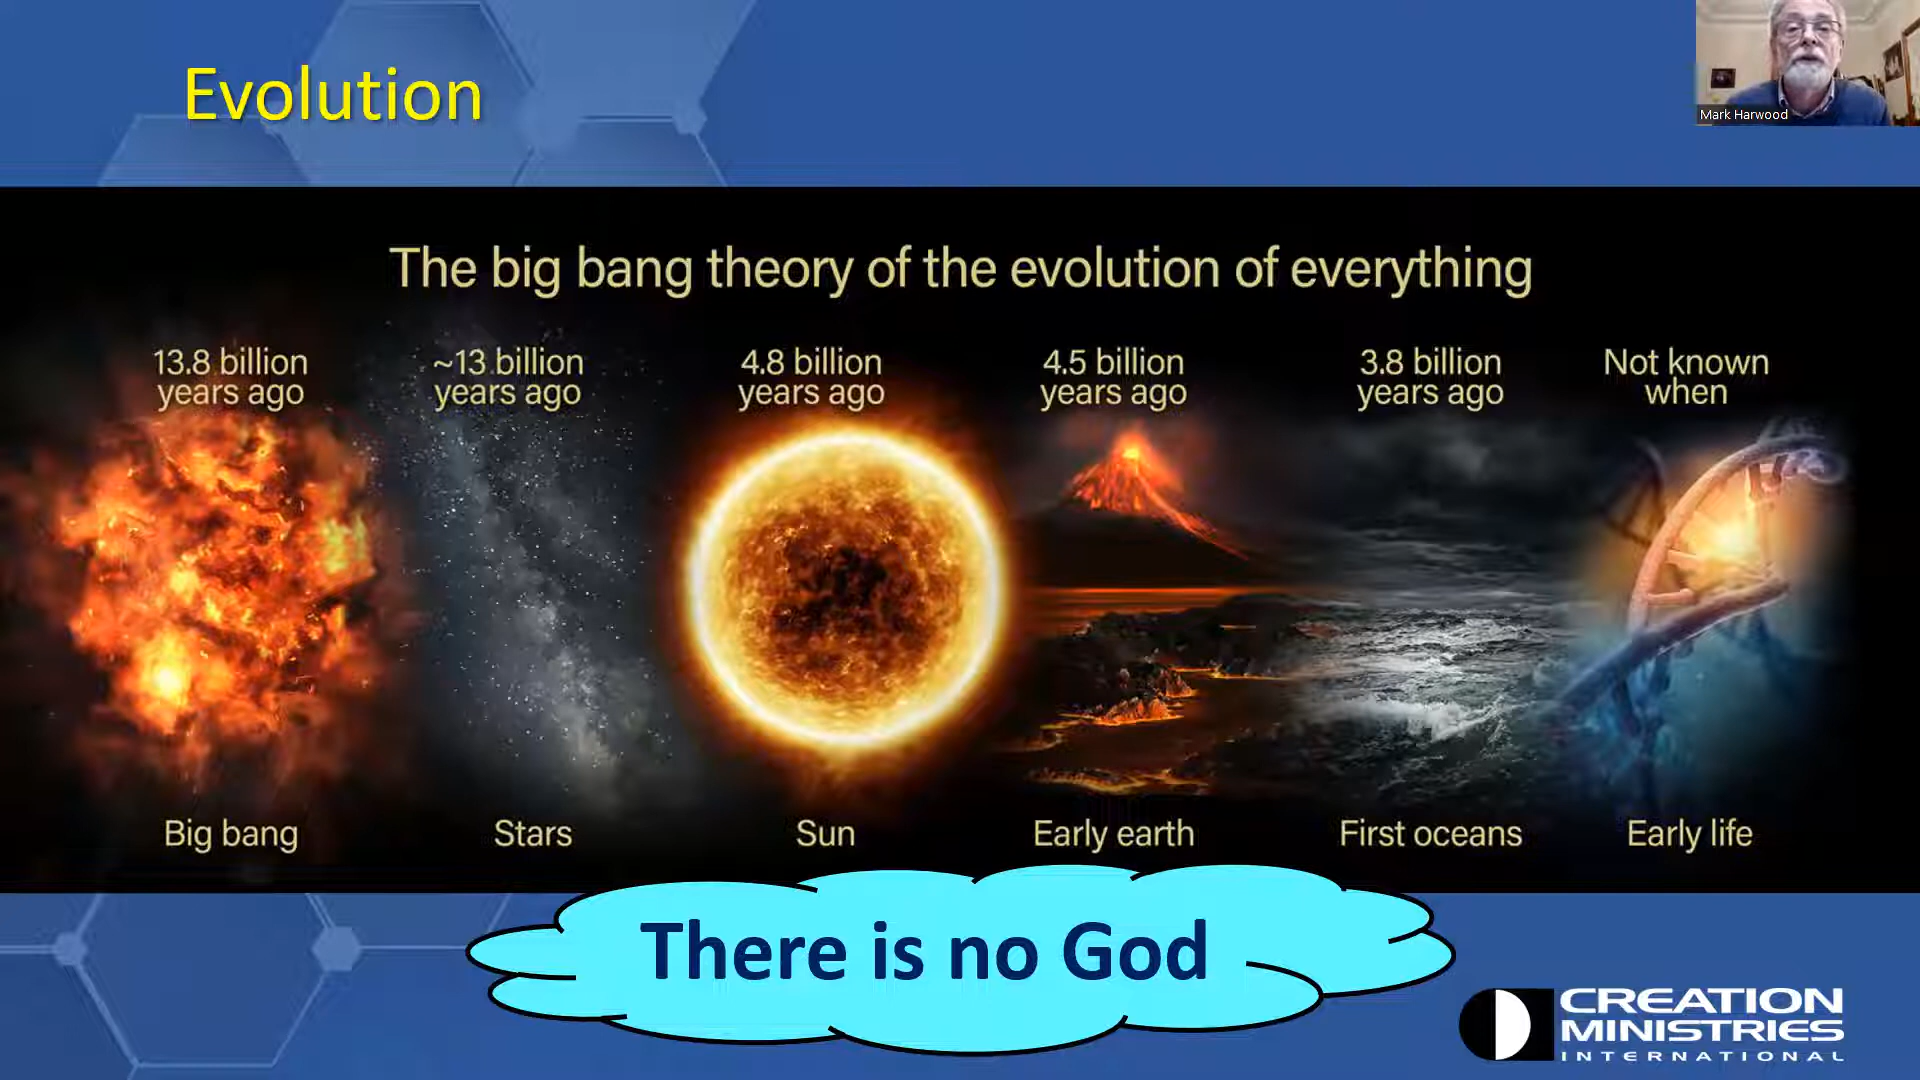 Evolution
Mark Harwood
The big bang theory of the evolution of everything
13.8 billion
years ago
~13 billion
years ago
4.8 billion
years ago
4.5 billion
years ago
3.8 billion
years ago
Not known
when
Big bang
Stars
Sun
Early earth
First oceans
Early life
There is no God
CREATION
MINISTRIES
INTERNATIONAL